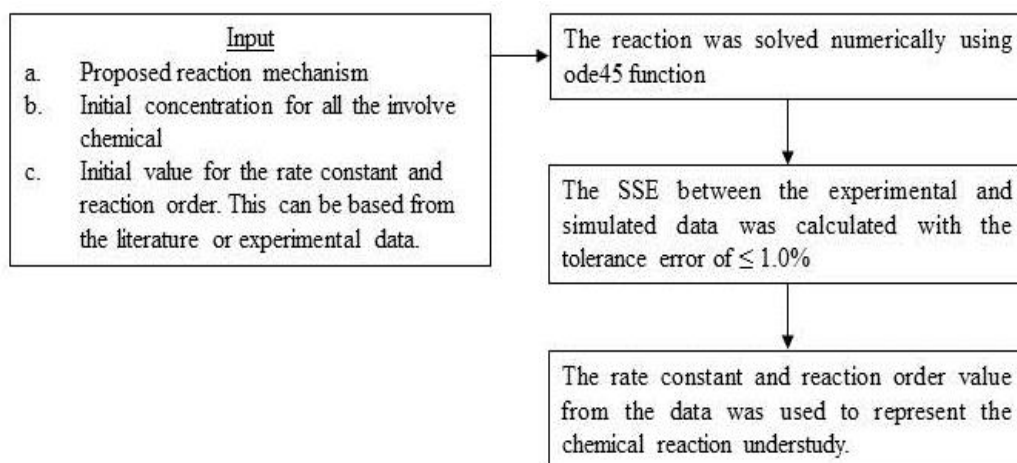 Input
a. Proposed reaction mechanism
b. Initial concentration for all the involve
chemical
c. Initial value for the rate constant and
reaction order. This can be based from
the literature or experimental data.
The reaction was solved numerically using
ode45 function
The SSE between the experimental and
simulated data was calculated with the
tolerance error of ≤ 1.0%
The rate constant and reaction order value
from the data was used to represent the
chemical reaction understudy.